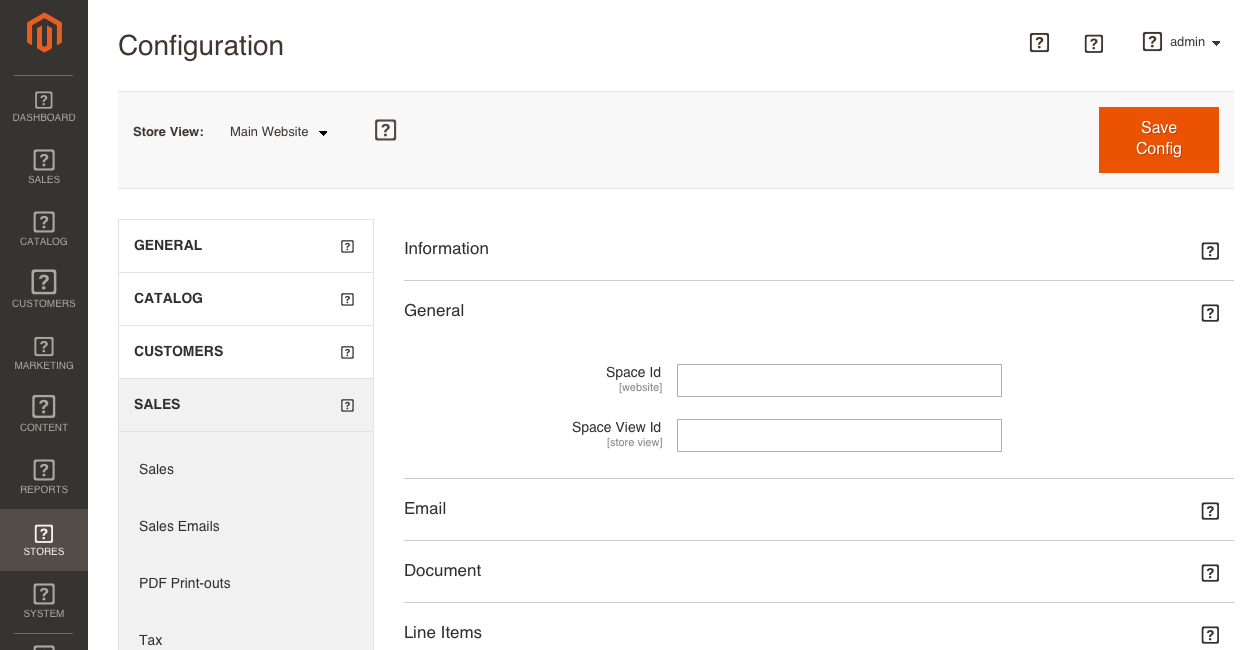 Configuration
admin
DASHBOARD
SALES
CATALOG
CUSTOMERS
MARKETING
CONTENT
REPORTS
STORES
SYSTEM
Store View: Main Website
Save
Config
GENERAL
CATALOG
CUSTOMERS
SALES
Sales
Sales Emails
PDF Print-outs
Tax
Information
General
Space Id
[website]
Space View Id
[store view]
Email
Document
Line Items